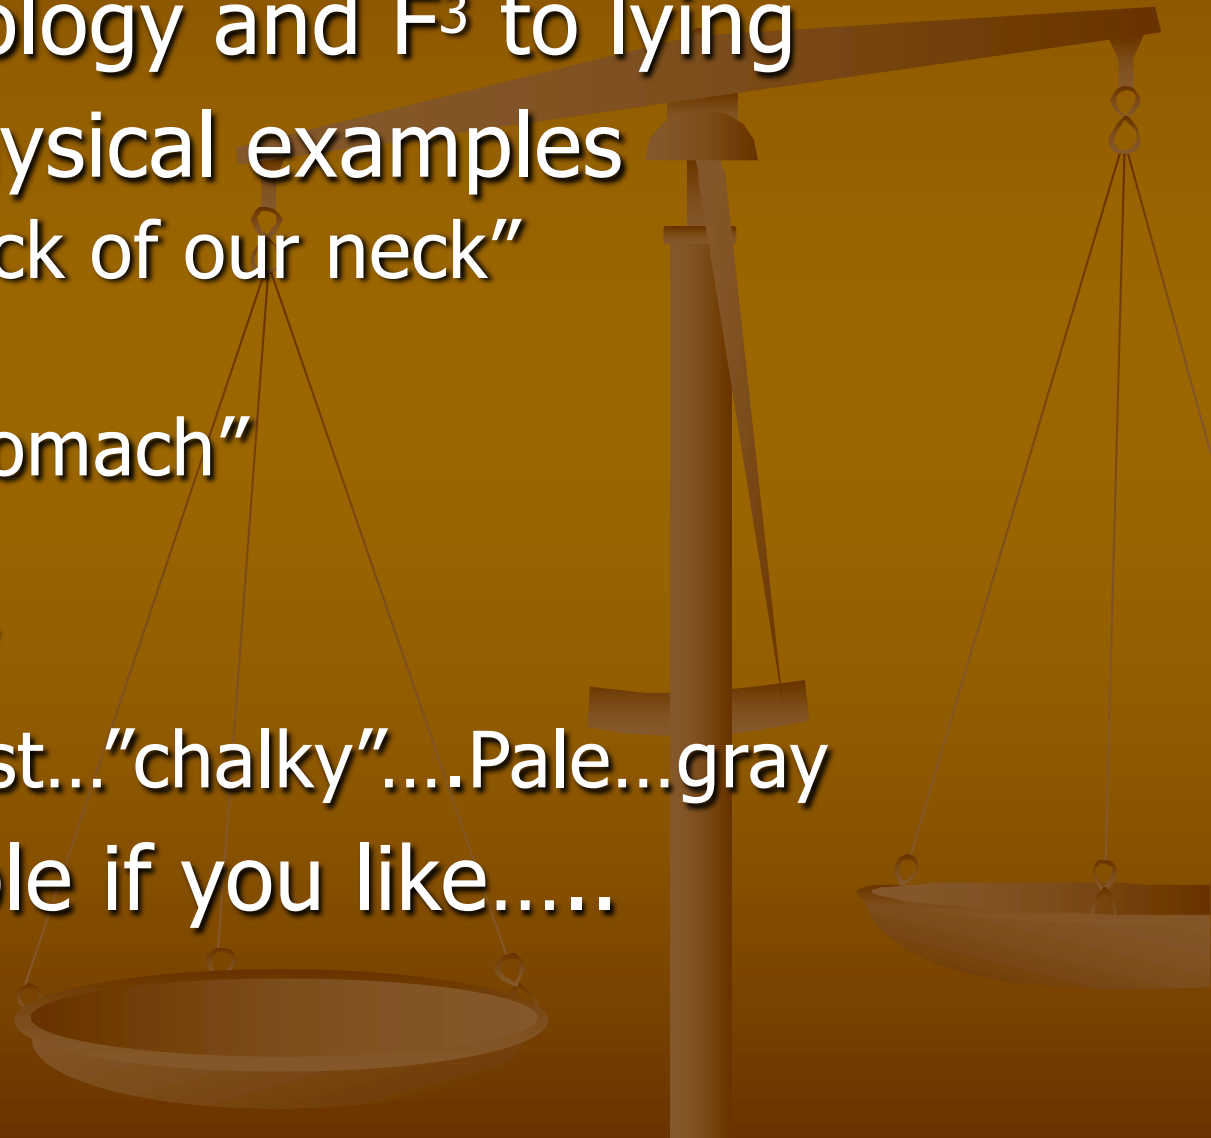 ology and F³ to lying
ysical examples
ck of our neck”
omach”
st…”chalky”….Pale…gray
le if you like…..